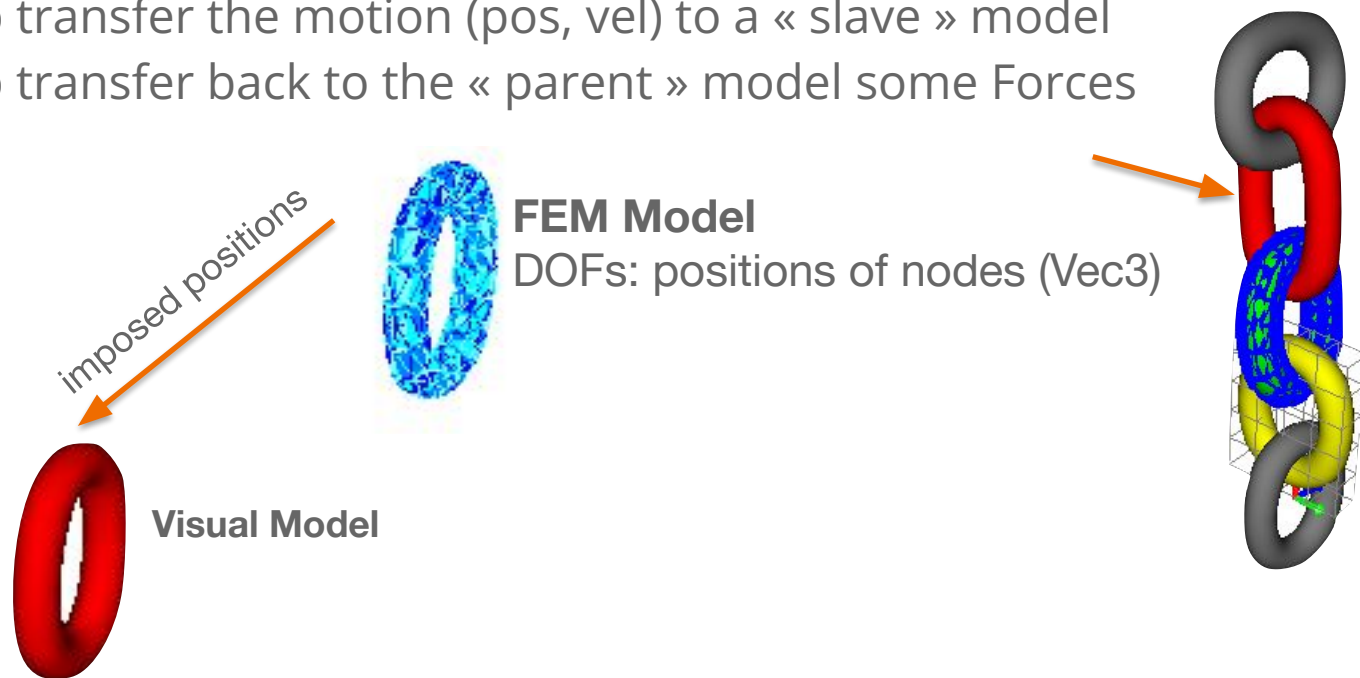 transfer the motion (pos, vel) to a « slave » model
transfer back to the « parent » model some Forces
FEM Model
DOFs: positions of nodes (Vec3)
imposed positions
Visual Model